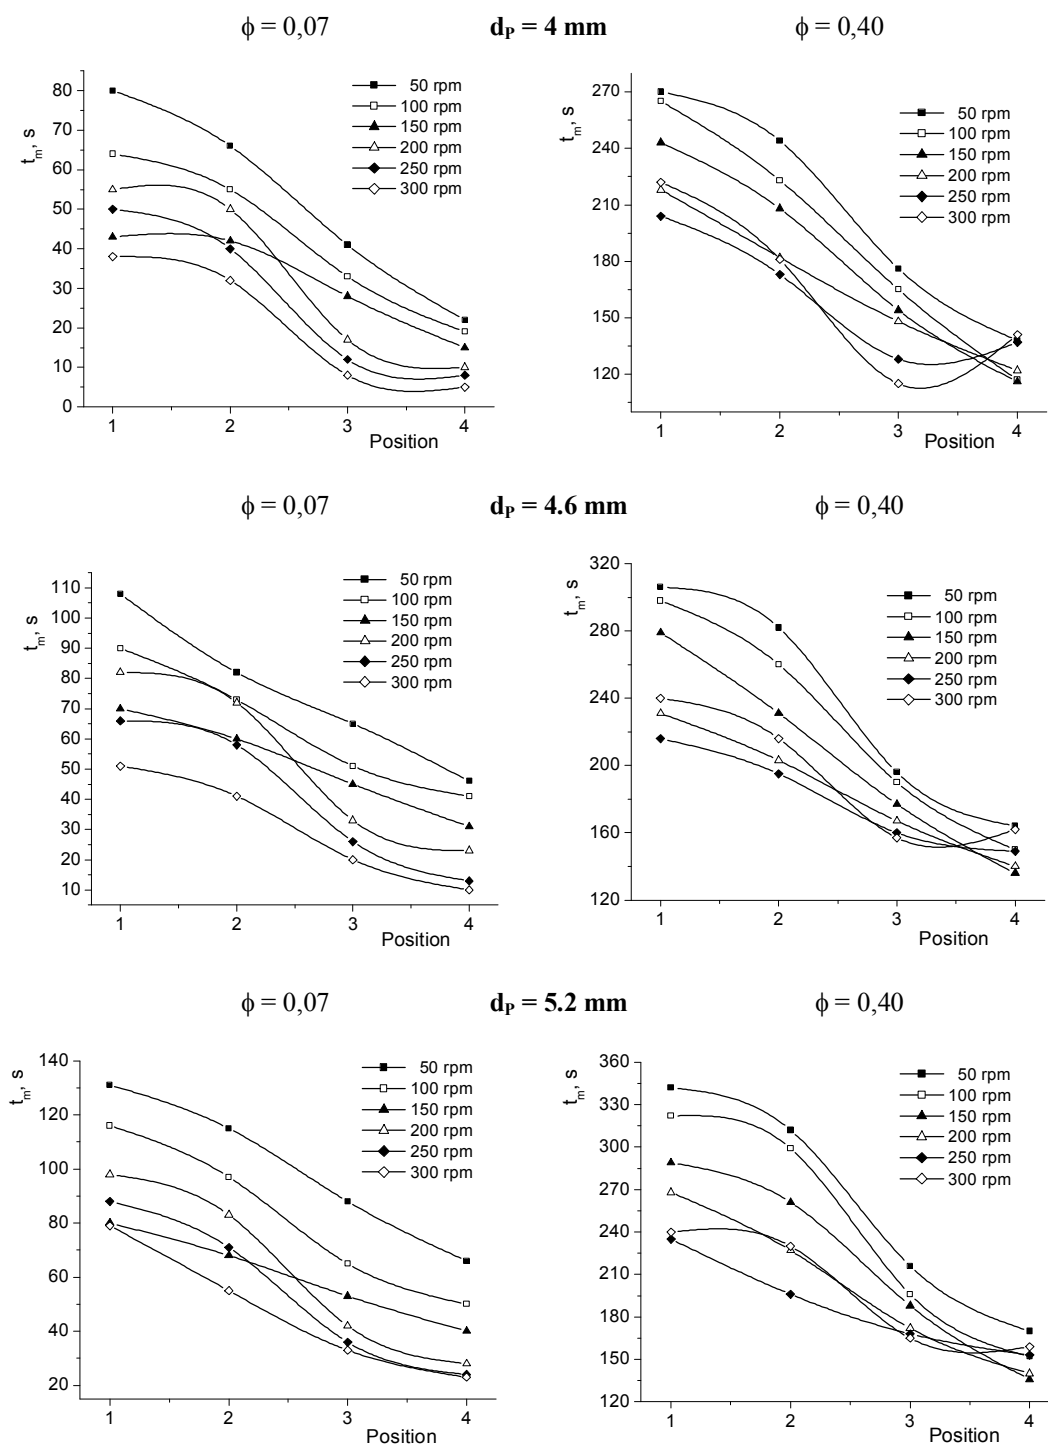 ϕ = 0,07
dP = 4 mm
ϕ = 0,40
tm, s
80
70
60
50
40
30
20
10
0
50 rpm
100 rpm
150 rpm
200 rpm
250 rpm
300 rpm
1 2 3 4
Position
tm, s
270
240
210
180
150
120
50 rpm
100 rpm
150 rpm
200 rpm
250 rpm
300 rpm
1 2 3 4
Position
ϕ = 0,07
dP = 4.6 mm
ϕ = 0,40
tm, s
110
100
90
80
70
60
50
40
30
20
10
50 rpm
100 rpm
150 rpm
200 rpm
250 rpm
300 rpm
1 2 3 4
Position
tm, s
320
280
240
200
160
120
50 rpm
100 rpm
150 rpm
200 rpm
250 rpm
300 rpm
1 2 3 4
Position
ϕ = 0,07
dP = 5.2 mm
ϕ = 0,40
tm, s
140
120
100
80
60
40
20
50 rpm
100 rpm
150 rpm
200 rpm
250 rpm
300 rpm
1 2 3 4
Position
tm, s
360
330
300
270
240
210
180
150
120
50 rpm
100 rpm
150 rpm
200 rpm
250 rpm
300 rpm
1 2 3 4
Position